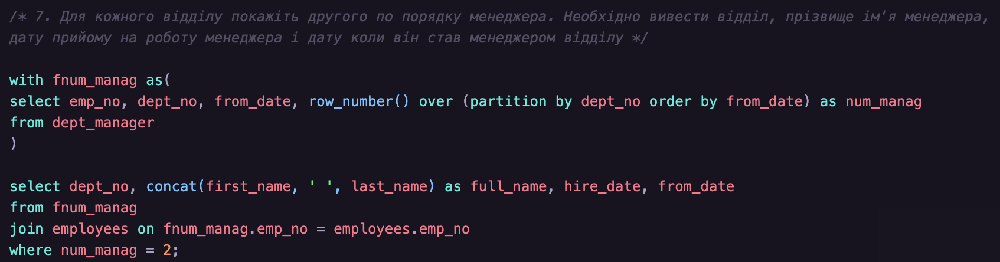 /* 7. Для кожного відділу покажіть другого по порядку менеджера. Необхідно вивести відділ, прізвище ім’я менеджера,
дату прийому на роботу менеджера і дату коли він став менеджером відділу */
with fnum_manag as(
select emp_no, dept_no, from_date, row_number() over (partition by dept_no order by from_date) as num_manag
from dept_manager
)
select dept_no, concat(first_name, ' ', last_name) as full_name, hire_date, from_date
from fnum_manag
join employees on fnum_manag.emp_no = employees.emp_no
where num_manag = 2;